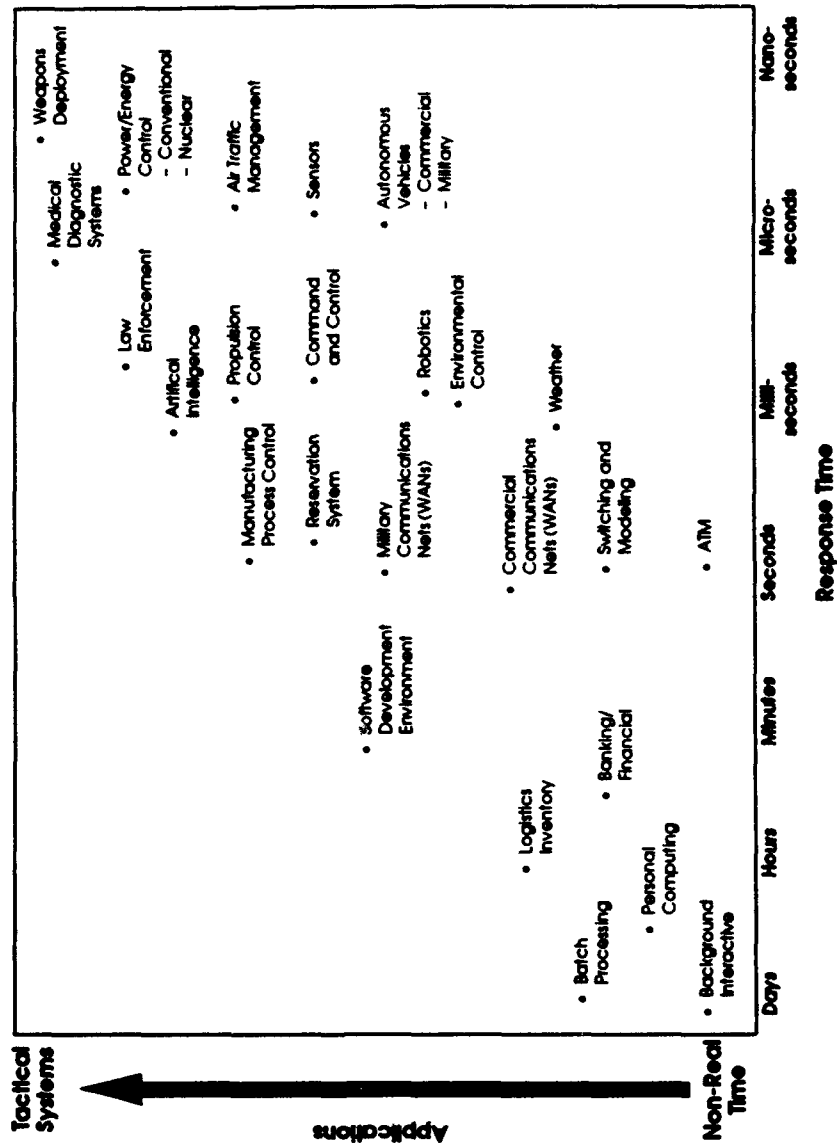 Tactical
Systems
Applications
Non-Real
Time
• Weapons
Deployment
• Medical
Diagnostic
Systems
• Power/Energy
Control
- Conventional
- Nuclear
• Law
Enforcement
• Artifical
Intelligence
• Air Traffic
Management
• Propulsion
Control
• Manufacturing
Process Control
• Sensors
• Command
and Control
• Reservation
System
• Autonomous
Vehicles
- Commercial
- Military
• Military
Communications
Nets (WANs)
• Software
Development
Environment
• Robotics
• Environmental
Control
• Commercial
Communications
Nets (WANs)
• Logistics
Inventory
• Weather
• Batch
Processing
• Banking/
Financial
• Switching and
Modeling
• Personal
Computing
• Background
Interactive
• ATM
Days
Hours
Minutes
Seconds
Milli-
seconds
Micro-
seconds
Nano-
seconds
Response Time